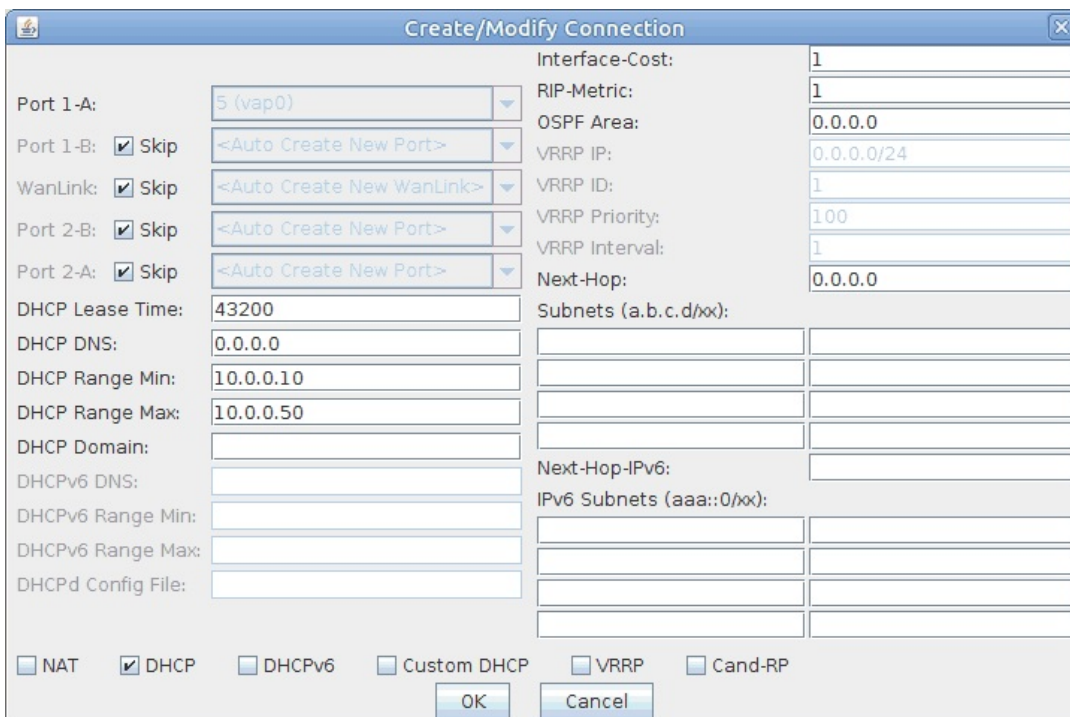 Create/Modify Connection
Port 1-A: 5 (vap0)
Port 1-B: Skip <Auto Create New Port>
WanLink: Skip <Auto Create New WanLink>
Port 2-B: Skip <Auto Create New Port>
Port 2-A: Skip <Auto Create New Port>
DHCP Lease Time: 43200
DHCP DNS: 0.0.0.0
DHCP Range Min: 10.0.0.10
DHCP Range Max: 10.0.0.50
DHCP Domain:
DHCPv6 DNS:
DHCPv6 Range Min:
DHCPv6 Range Max:
DHCPd Config File:
Interface-Cost: 1
RIP-Metric: 1
OSPF Area: 0.0.0.0
VRRP IP: 0.0.0.0/24
VRRP ID: 1
VRRP Priority: 100
VRRP Interval: 1
Next-Hop: 0.0.0.0
Subnets (a.b.c.d/xx):
Next-Hop-IPv6:
IPv6 Subnets (aaa::0/xx):
NAT DHCP DHCPv6 Custom DHCP VRRP Cand-RP
OK Cancel